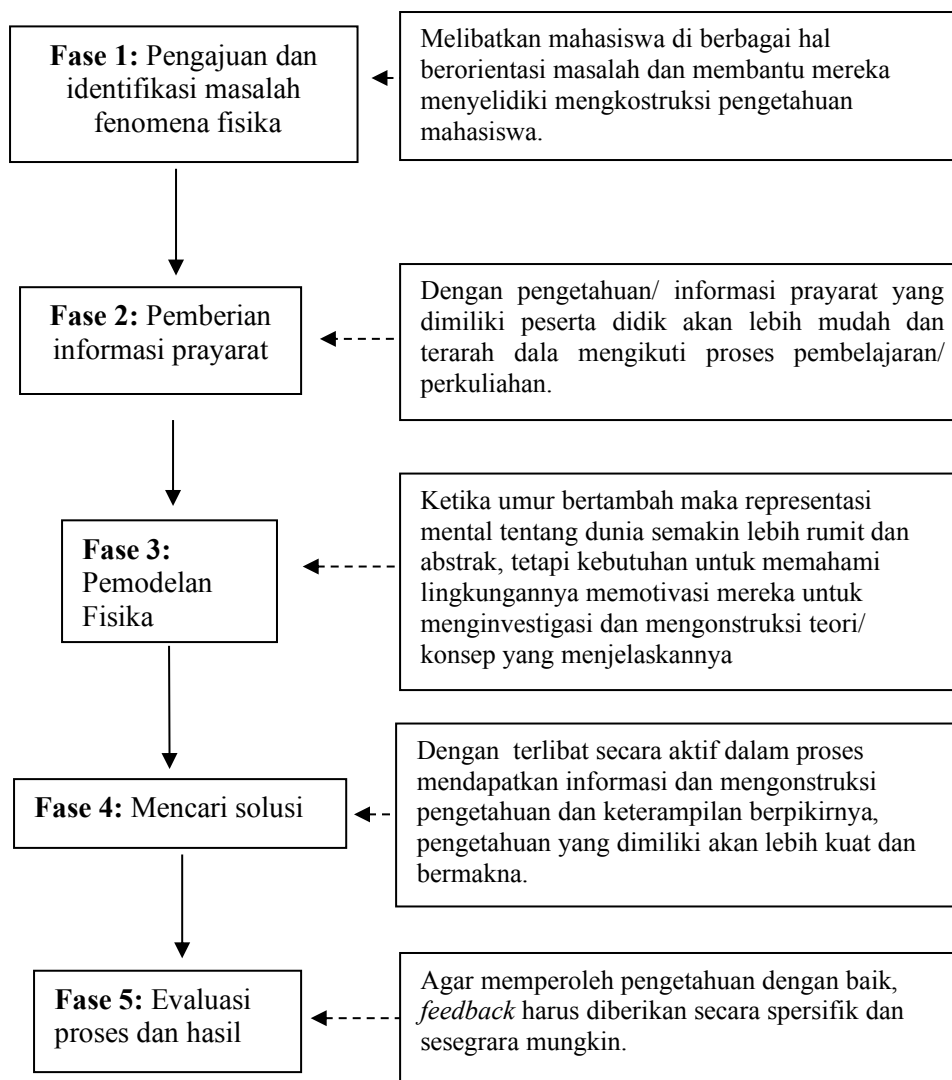 Fase 1: Pengajuan dan
identifikasi masalah
fenomena fisika
Melibatkan mahasiswa di berbagai hal
berorientasi masalah dan membantu mereka
menyelidiki mengkostruksi pengetahuan
mahasiswa.
Fase 2: Pemberian
informasi prayarat
Dengan pengetahuan/ informasi prayarat yang
dimiliki peserta didik akan lebih mudah dan
terarah dala mengikuti proses pembelajaran/
perkuliahan.
Fase 3:
Pemodelan
Fisika
Ketika umur bertambah maka representasi
mental tentang dunia semakin lebih rumit dan
abstrak, tetapi kebutuhan untuk memahami
lingkungannya memotivasi mereka untuk
menginvestigasi dan mengonstruksi teori/
konsep yang menjelaskannya
Fase 4: Mencari solusi
Dengan terlibat secara aktif dalam proses
mendapatkan informasi dan mengonstruksi
pengetahuan dan keterampilan berpikirnya,
pengetahuan yang dimiliki akan lebih kuat dan
bermakna.
Fase 5: Evaluasi
proses dan hasil
Agar memperoleh pengetahuan dengan baik,
feedback harus diberikan secara spersifik dan
sesegrara mungkin.